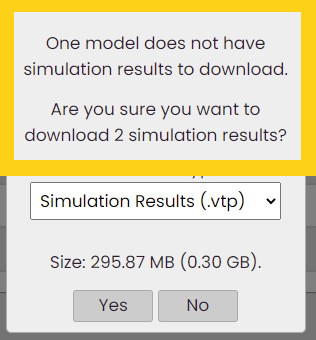 One model does not have
simulation results to download.
Are you sure you want to
download 2 simulation results?
Simulation Results (.vtp)
Size: 295.87 MB (0.30 GB).
Yes No